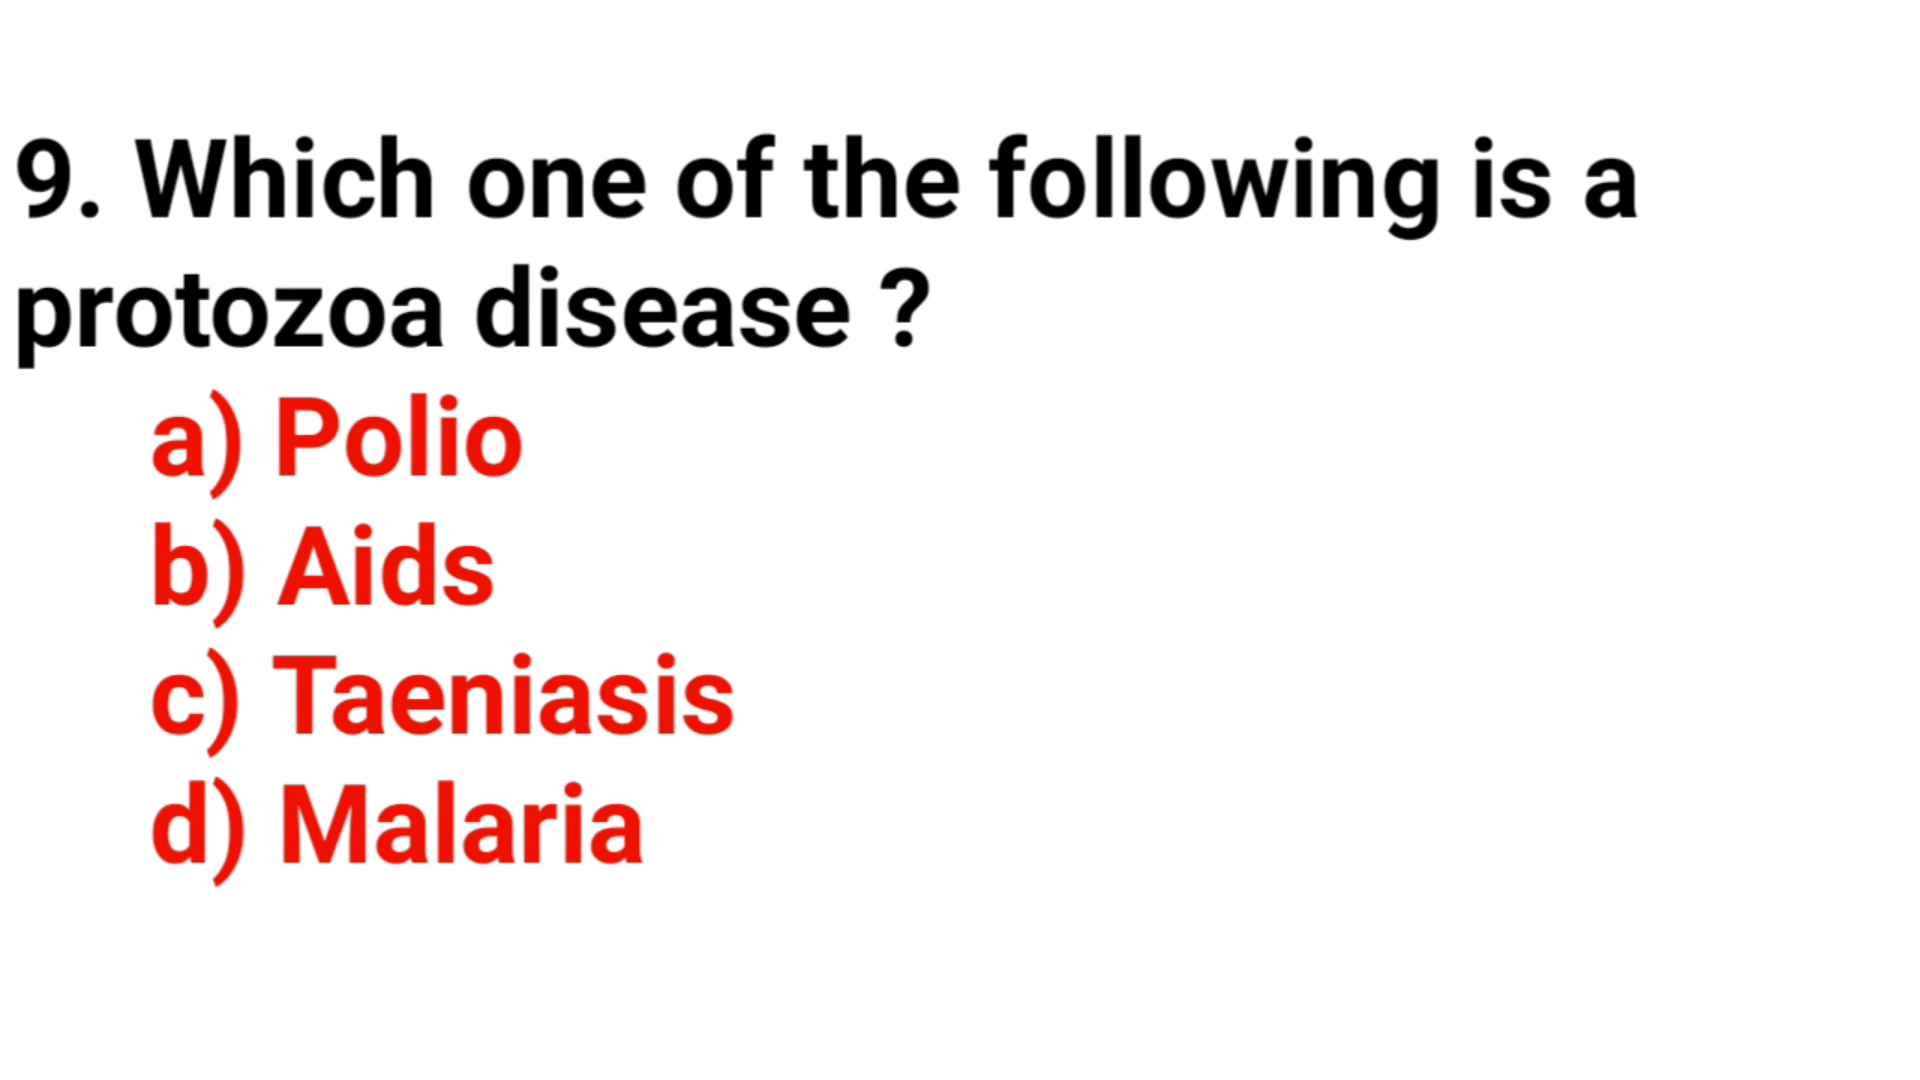 9. Which one of the following is a
protozoa disease ?
a) Polio
b) Aids
c) Taeniasis
d) Malaria